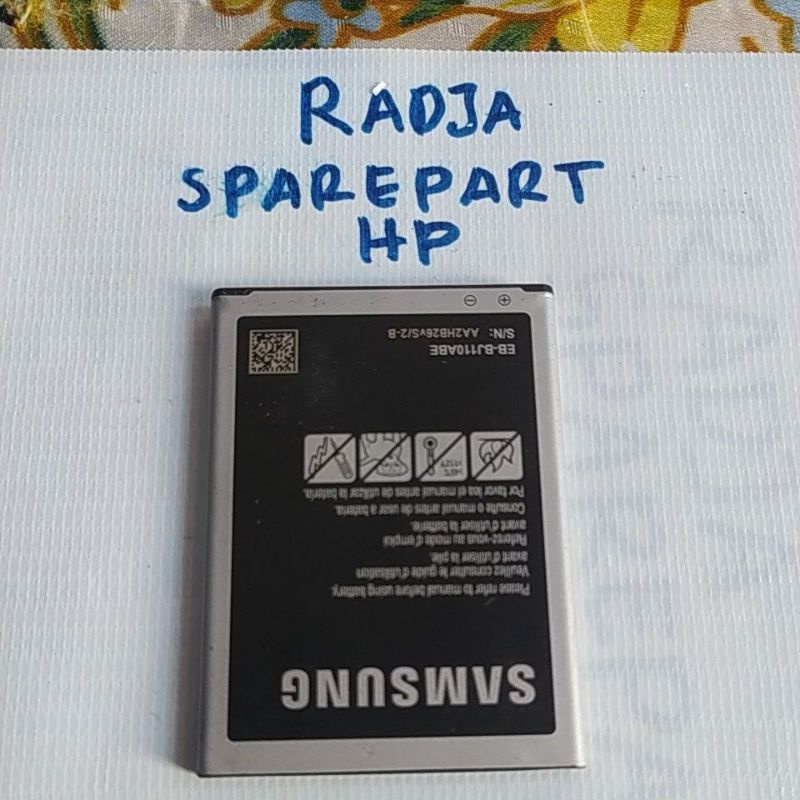 RADJA
SPAREPART
HP
SAMSUNG
Please refer to manual before using battery.
Veuillez consulter le guide d'utilisation
avant d'utiliser la pile.
Referez-vous au mode d'emploi
avant d'utiliser la batterie.
Consulte o manual antes de usar a bateria.
Por favor lea el manual antes de utilizar la batería.
EB-BJ110ABE
S/N: AA2HB26vS/2-B